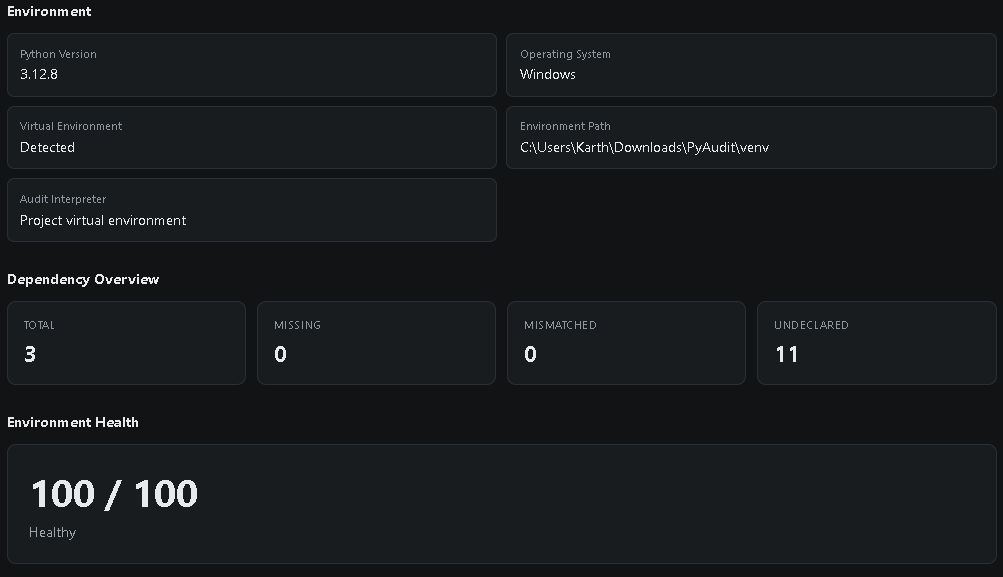 Environment
Python Version
3.12.8
Operating System
Windows
Virtual Environment
Detected
Environment Path
C:\Users\Karth\Downloads\PyAudit\venv
Audit Interpreter
Project virtual environment
Dependency Overview
TOTAL
3
MISSING
0
MISMATCHED
0
UNDECLARED
11
Environment Health
100 / 100
Healthy